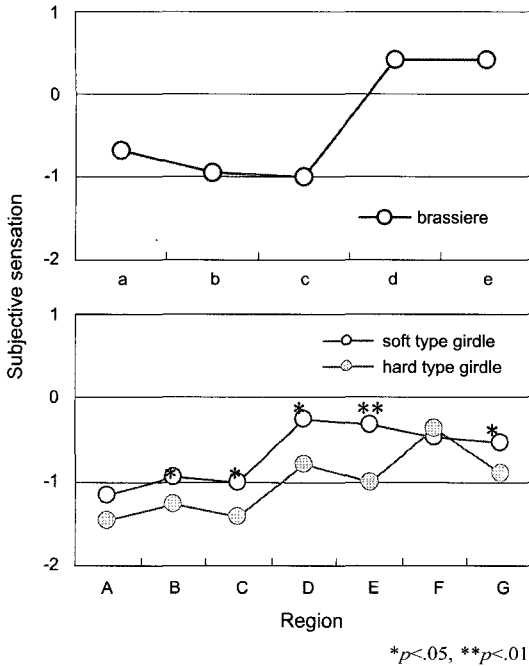 1
0
-1
-2
brassiere
a b c d e
Subjective sensation
1
0
-1
-2
soft type girdle
hard type girdle
* * * ** *
A B C D E F G
Region
*p<.05, **p<.01